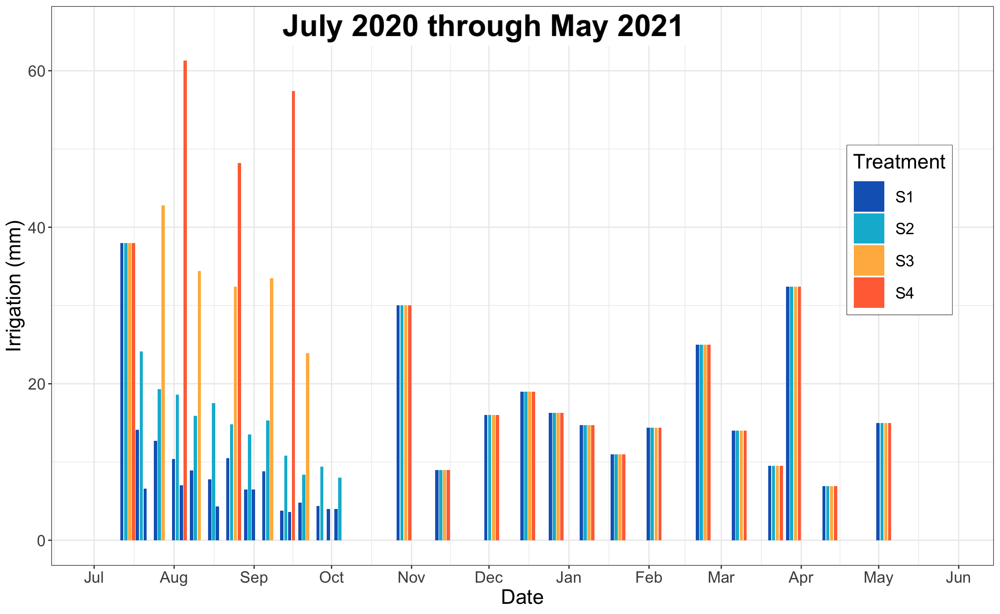 July 2020 through May 2021
60
40
20
0
Irrigation (mm)
Treatment
S1
S2
S3
S4
Jul Aug Sep Oct Nov Dec Jan Feb Mar Apr May Jun
Date